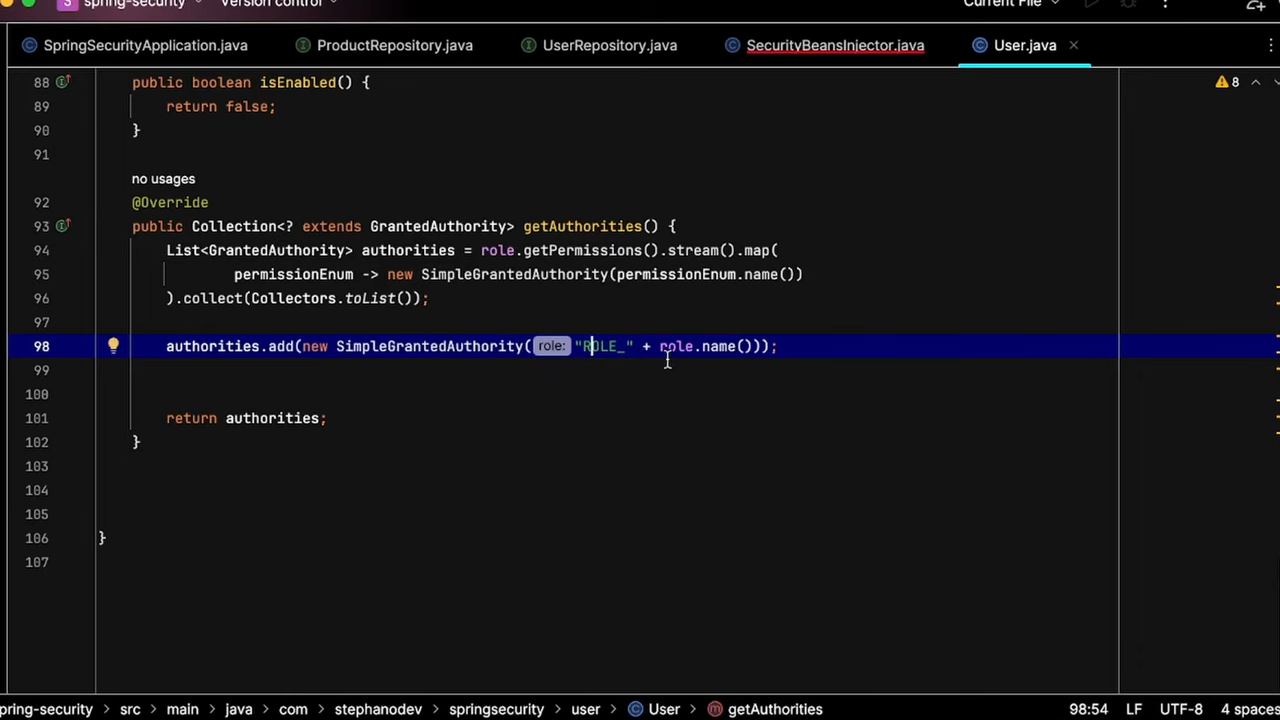 S spring-security Version control Current File
SpringSecurityApplication.java ProductRepository.java UserRepository.java SecurityBeansInjector.java User.java
88 public boolean isEnabled() { 8
89 return false;
90 }
91
no usages
92 @Override
93 public Collection<? extends GrantedAuthority> getAuthorities() {
94 List<GrantedAuthority> authorities = role.getPermissions().stream().map(
95 permissionEnum -> new SimpleGrantedAuthority(permissionEnum.name())
96 ).collect(Collectors.toList());
97
98 authorities.add(new SimpleGrantedAuthority( role: "ROLE_" + role.name()));
99
100
101 return authorities;
102 }
103
104
105
106 }
107
pring-security > src > main > java > com > stephanodev > springsecurity > user > User > getAuthorities 98:54 LF UTF-8 4 spaces